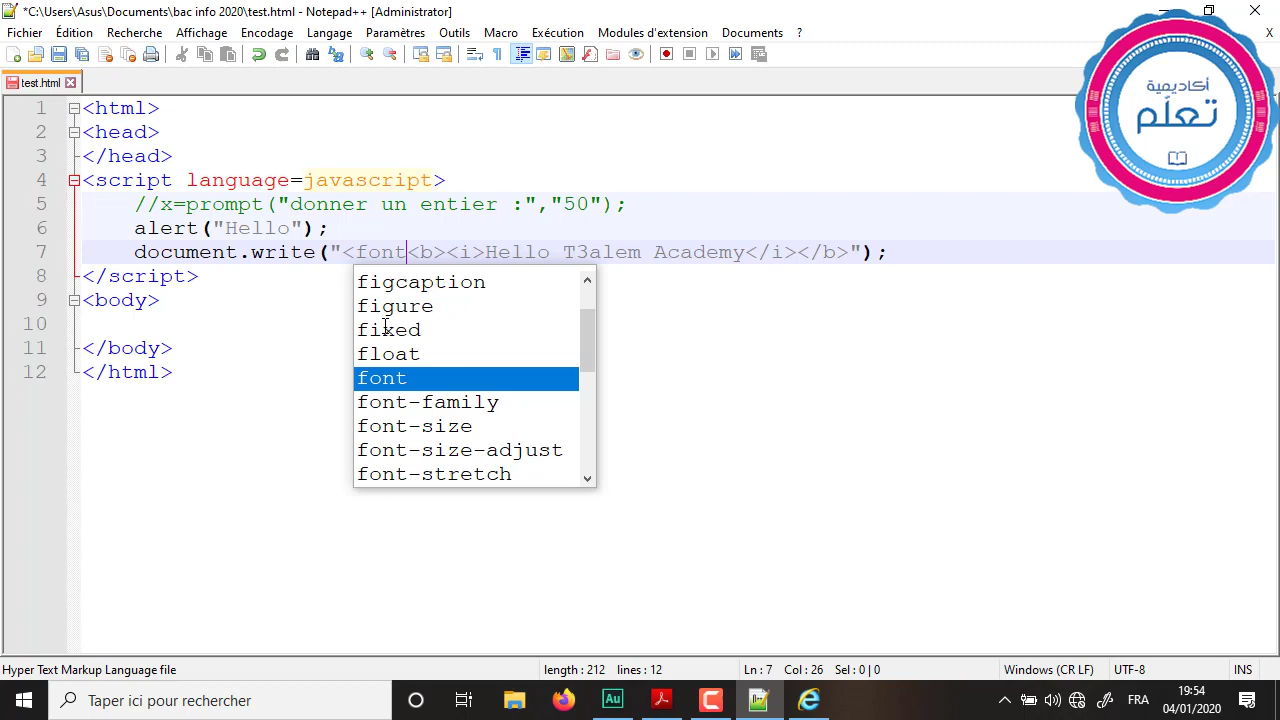 *C:\Users\Asus\Documents\bac info 2020\test.html - Notepad++ [Administrator]
Fichier Édition Recherche Affichage Encodage Langage Paramètres Outils Macro Exécution Modules d'extension Documents ? X
test.html
أكاديمية
تعلّم
1 <html>
2 <head>
3 </head>
4 <script language=javascript>
5 //x=prompt("donner un entier :","50");
6 alert("Hello");
7 document.write("<font<b><i>Hello T3alem Academy</i></b>");
8 </script>
9 <body>
10
11 </body>
12 </html>
figcaption
figure
fixed
float
font
font-family
font-size
font-size-adjust
font-stretch
Hyper Text Markup Language file length : 212 lines : 12 Ln : 7 Col : 26 Sel : 0 | 0 Windows (CR LF) UTF-8 INS
Taper ici pour rechercher
Au
FRA
19:54
04/01/2020